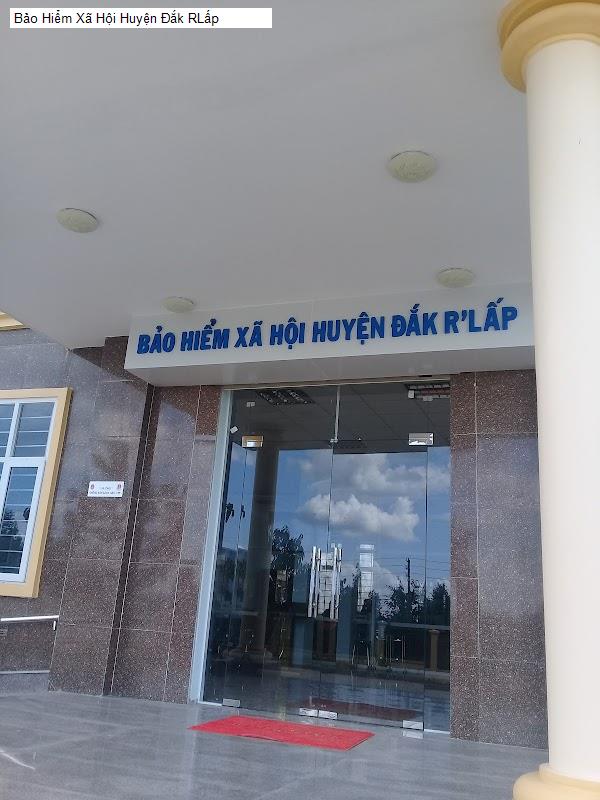 Bảo Hiểm Xã Hội Huyện Đắk RLấp
BẢO HIỂM XÃ HỘI HUYỆN ĐẮK R'LẤP